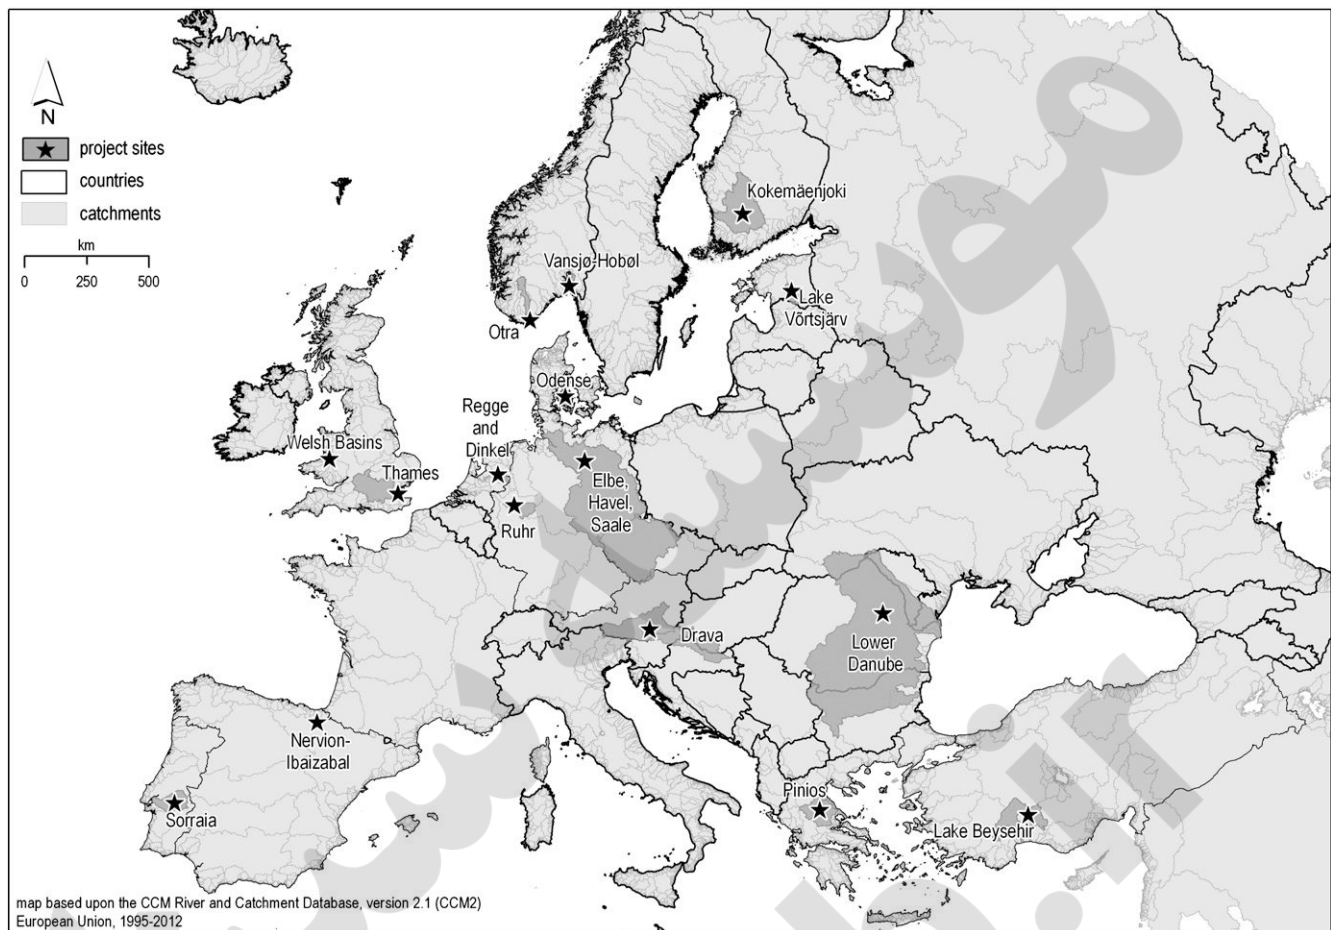 N
project sites
countries
catchments
km
0 250 500
Kokemäenjoki
Vansjø-Hobøl
Lake
Võrtsjärv
Otra
Odense
Regge
and
Dinkel
Welsh Basins
Thames
Elbe,
Havel,
Saale
Ruhr
Drava
Lower
Danube
Nervion-
Ibaizabal
Sorraia
Pinios
Lake Beysehir
map based upon the CCM River and Catchment Database, version 2.1 (CCM2)
European Union, 1995-2012